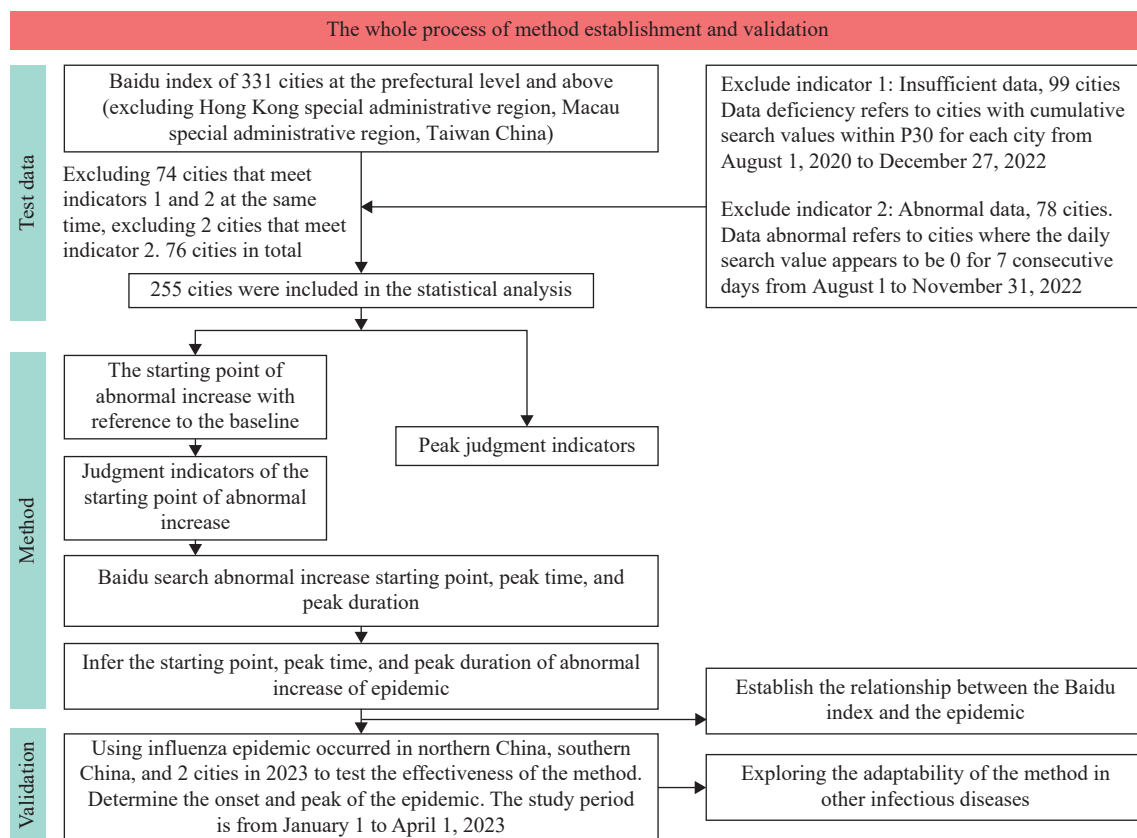 The whole process of method establishment and validation
Test data
Baidu index of 331 cities at the prefectural level and above
(excluding Hong Kong special administrative region, Macau
special administrative region, Taiwan China)
Exclude indicator 1: Insufficient data, 99 cities
Data deficiency refers to cities with cumulative
search values within P30 for each city from
August 1, 2020 to December 27, 2022
Exclude indicator 2: Abnormal data, 78 cities.
Data abnormal refers to cities where the daily
search value appears to be 0 for 7 consecutive
days from August l to November 31, 2022
Excluding 74 cities that meet
indicators 1 and 2 at the same
time, excluding 2 cities that meet
indicator 2. 76 cities in total
255 cities were included in the statistical analysis
Method
The starting point of
abnormal increase with
reference to the baseline
Peak judgment indicators
Judgment indicators of the
starting point of abnormal
increase
Baidu search abnormal increase starting point, peak time, and
peak duration
Infer the starting point, peak time, and peak duration of abnormal
increase of epidemic
Establish the relationship between the Baidu
index and the epidemic
Validation
Using influenza epidemic occurred in northern China, southern
China, and 2 cities in 2023 to test the effectiveness of the method.
Determine the onset and peak of the epidemic. The study period
is from January 1 to April 1, 2023
Exploring the adaptability of the method in
other infectious diseases